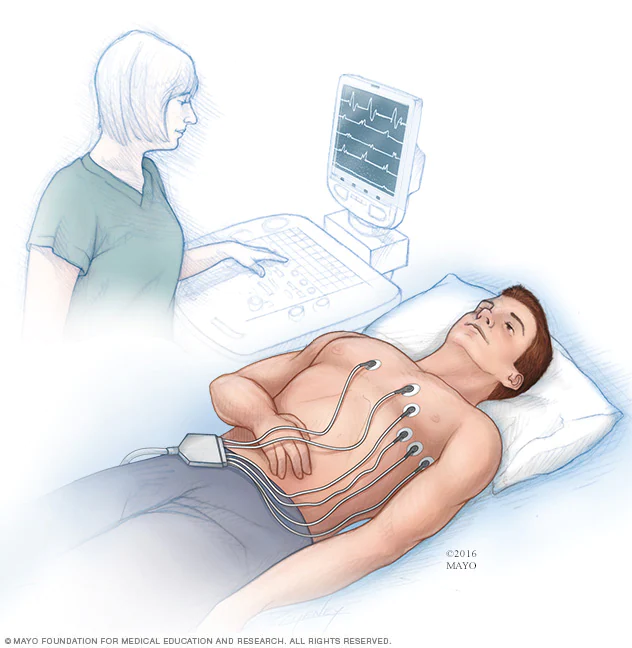 ©2016
MAYO
© MAYO FOUNDATION FOR MEDICAL EDUCATION AND RESEARCH. ALL RIGHTS RESERVED.